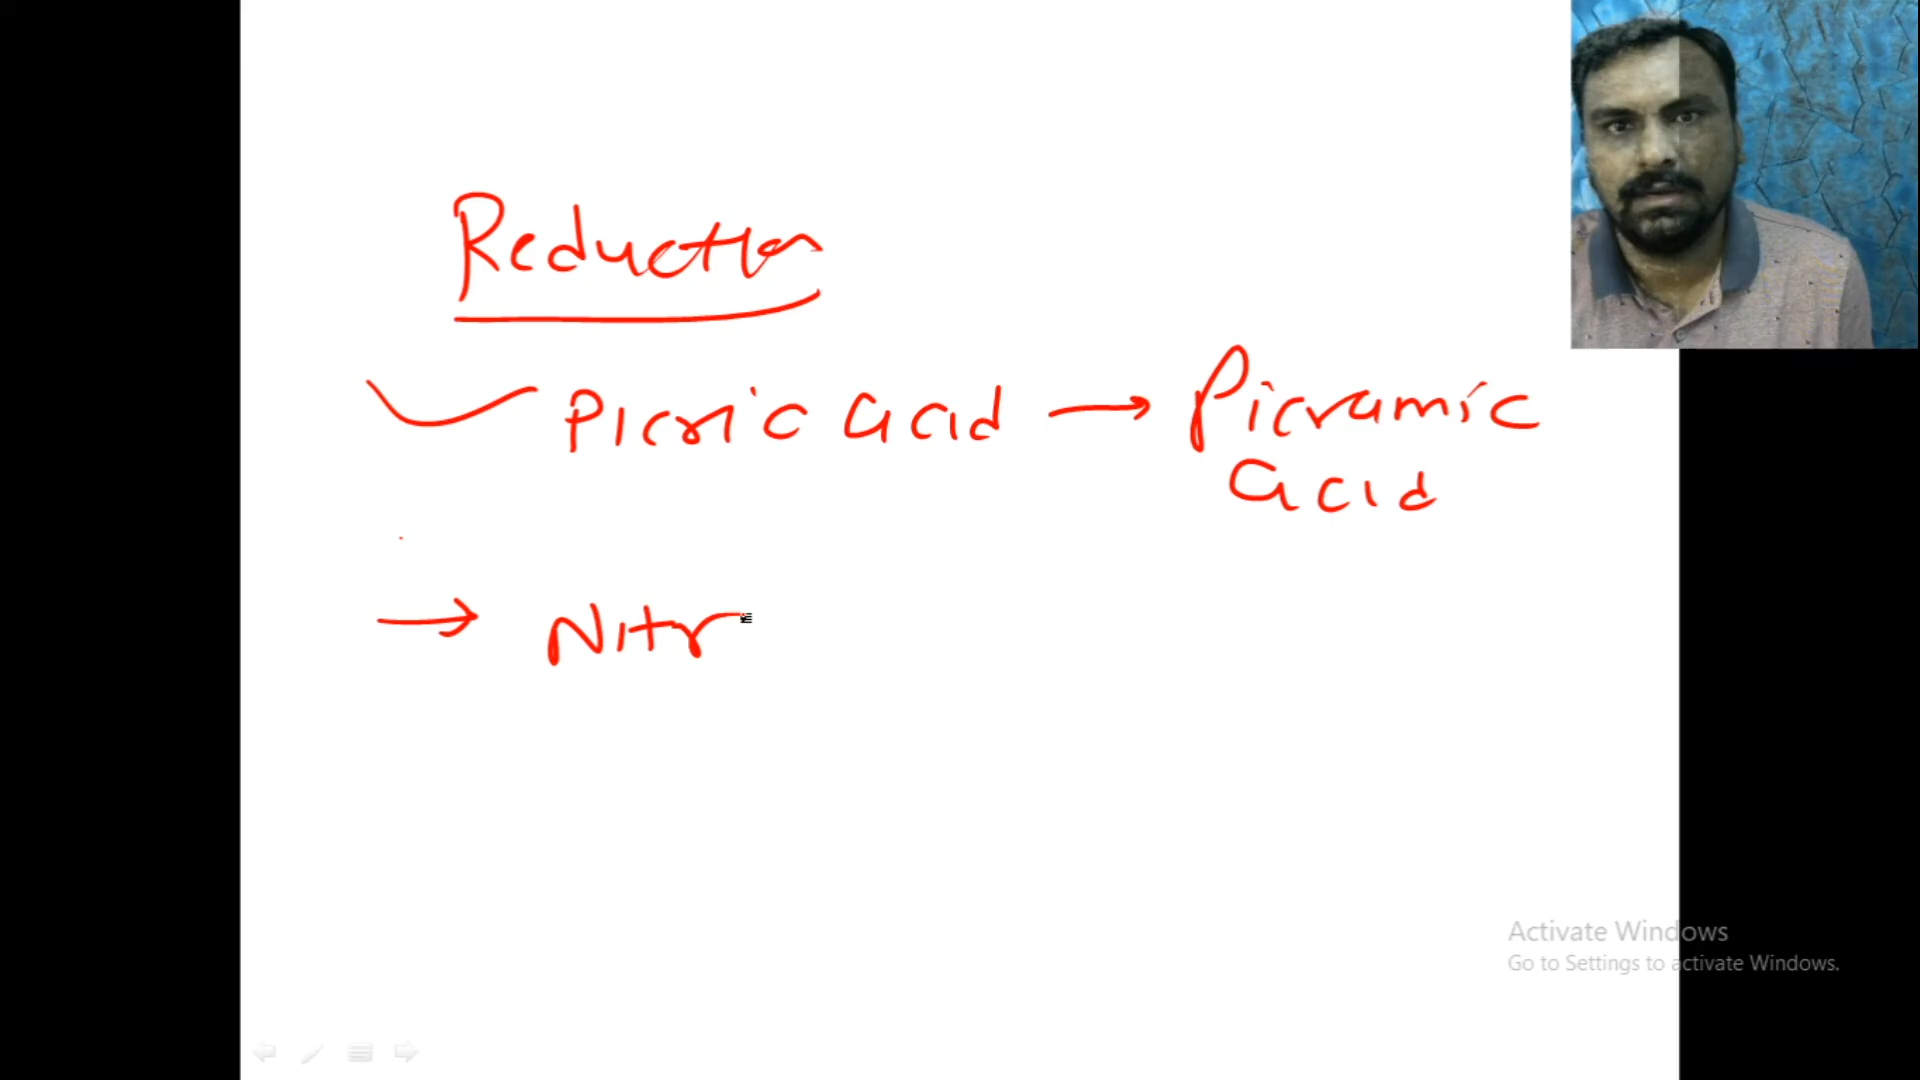 Reduction
Picric acid → Picramic
acid
→ Nitr
Activate Windows
Go to Settings to activate Windows.